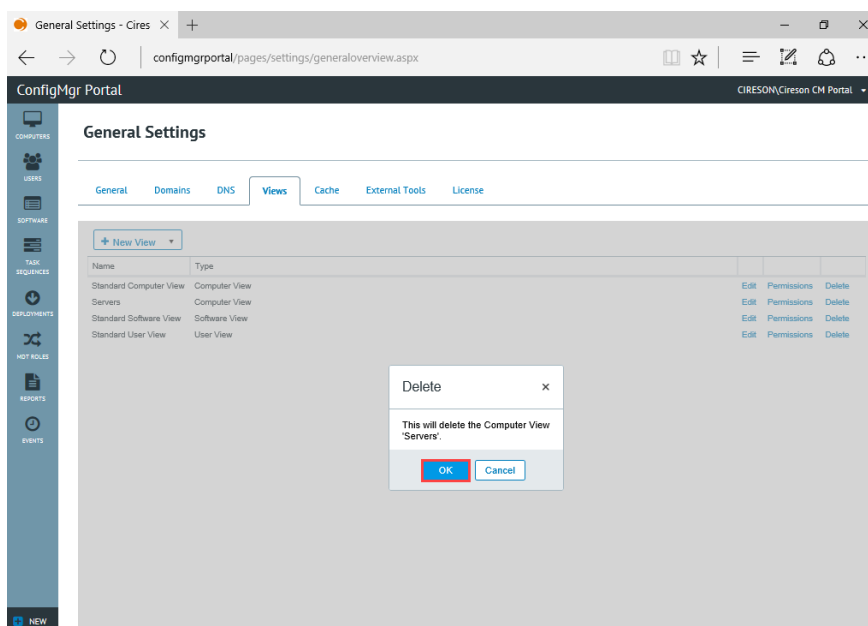 General Settings - Cires
configmgrportal/pages/settings/generaloverview.aspx
ConfigMgr Portal
CIRESON\Cireson CM Portal
COMPUTERS
USERS
SOFTWARE
TASK
SEQUENCES
DEPLOYMENTS
MDT ROLES
REPORTS
EVENTS
NEW
General Settings
General Domains DNS Views Cache External Tools License
New View
Name Type
Standard Computer View Computer View Edit Permissions Delete
Servers Computer View Edit Permissions Delete
Standard Software View Software View Edit Permissions Delete
Standard User View User View Edit Permissions Delete
Delete
This will delete the Computer View
'Servers'.
OK Cancel